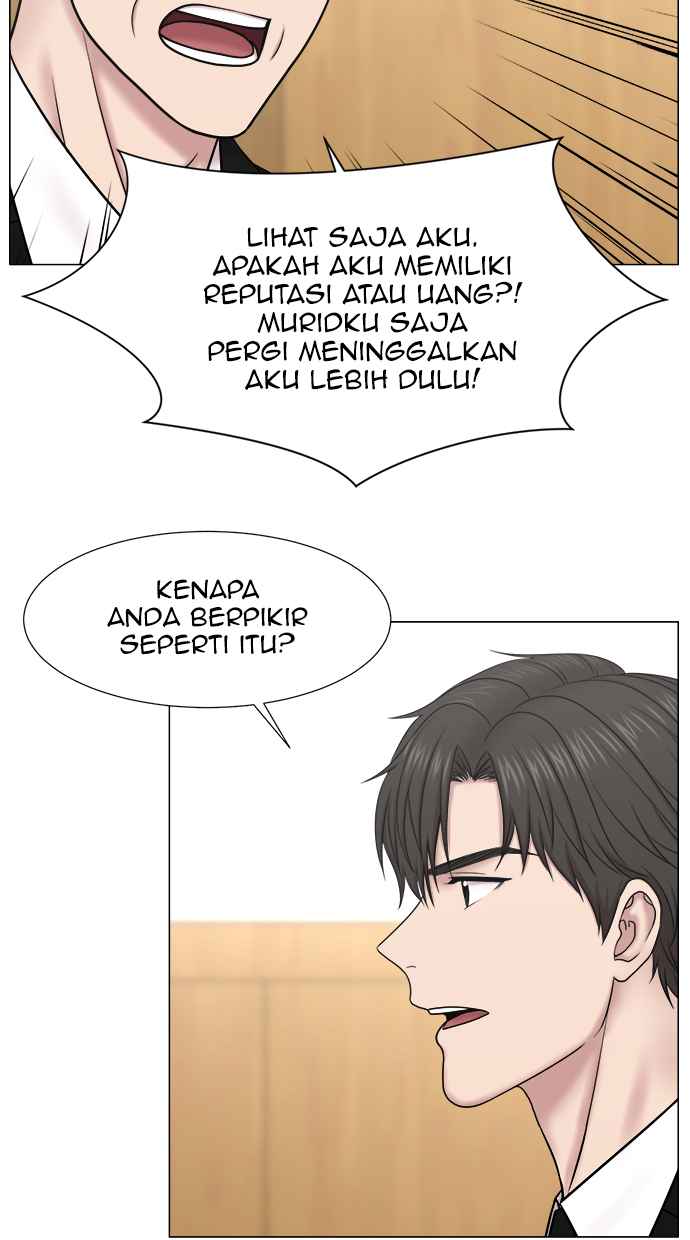 LIHAT SAJA AKU.
APAKAH AKU MEMILIKI
REPUTASI ATAU UANG?!
MURIDKU SAJA
PERGI MENINGGALKAN
AKU LEBIH DULU!
KENAPA
ANDA BERPIKIR
SEPERTI ITU?